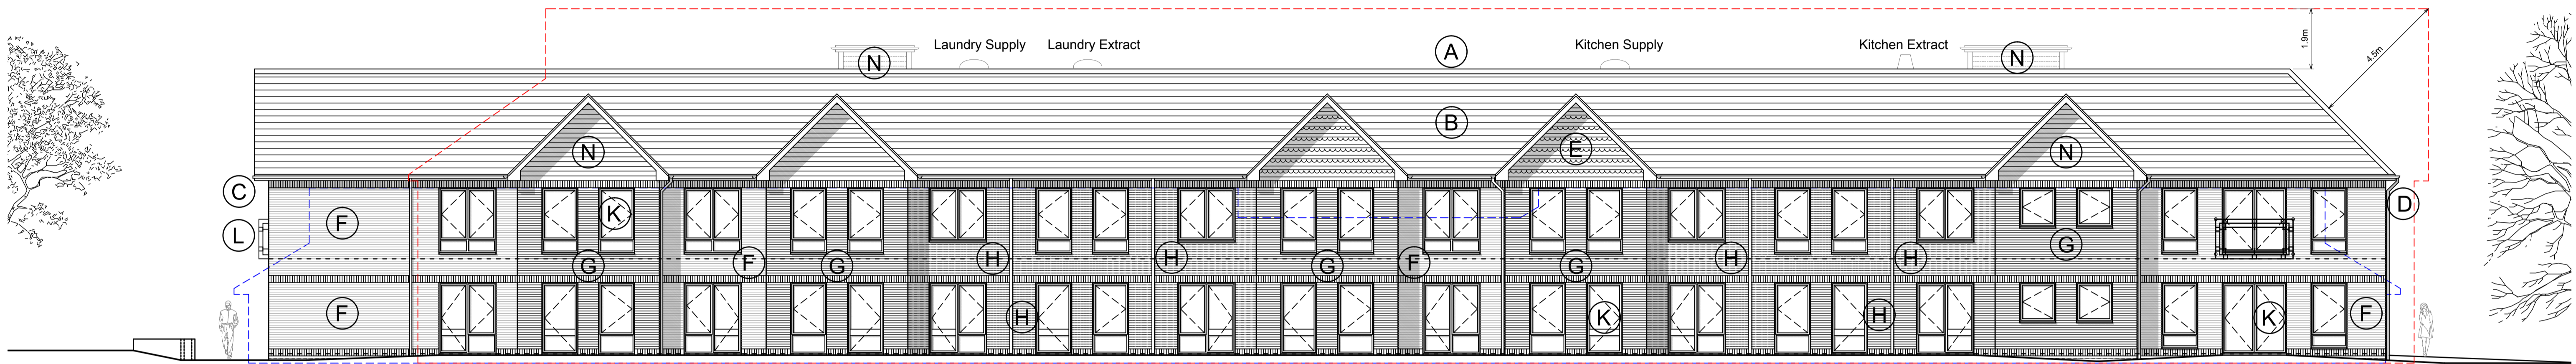 Laundry Supply
Laundry Extract
Kitchen Supply
Kitchen Extract
1.9m
4.5m
A
N
N
B
N
E
N
C
D
L
F
K
G
F
G
H
H
G
F
G
H
H
G
F
H
K
H
K
F